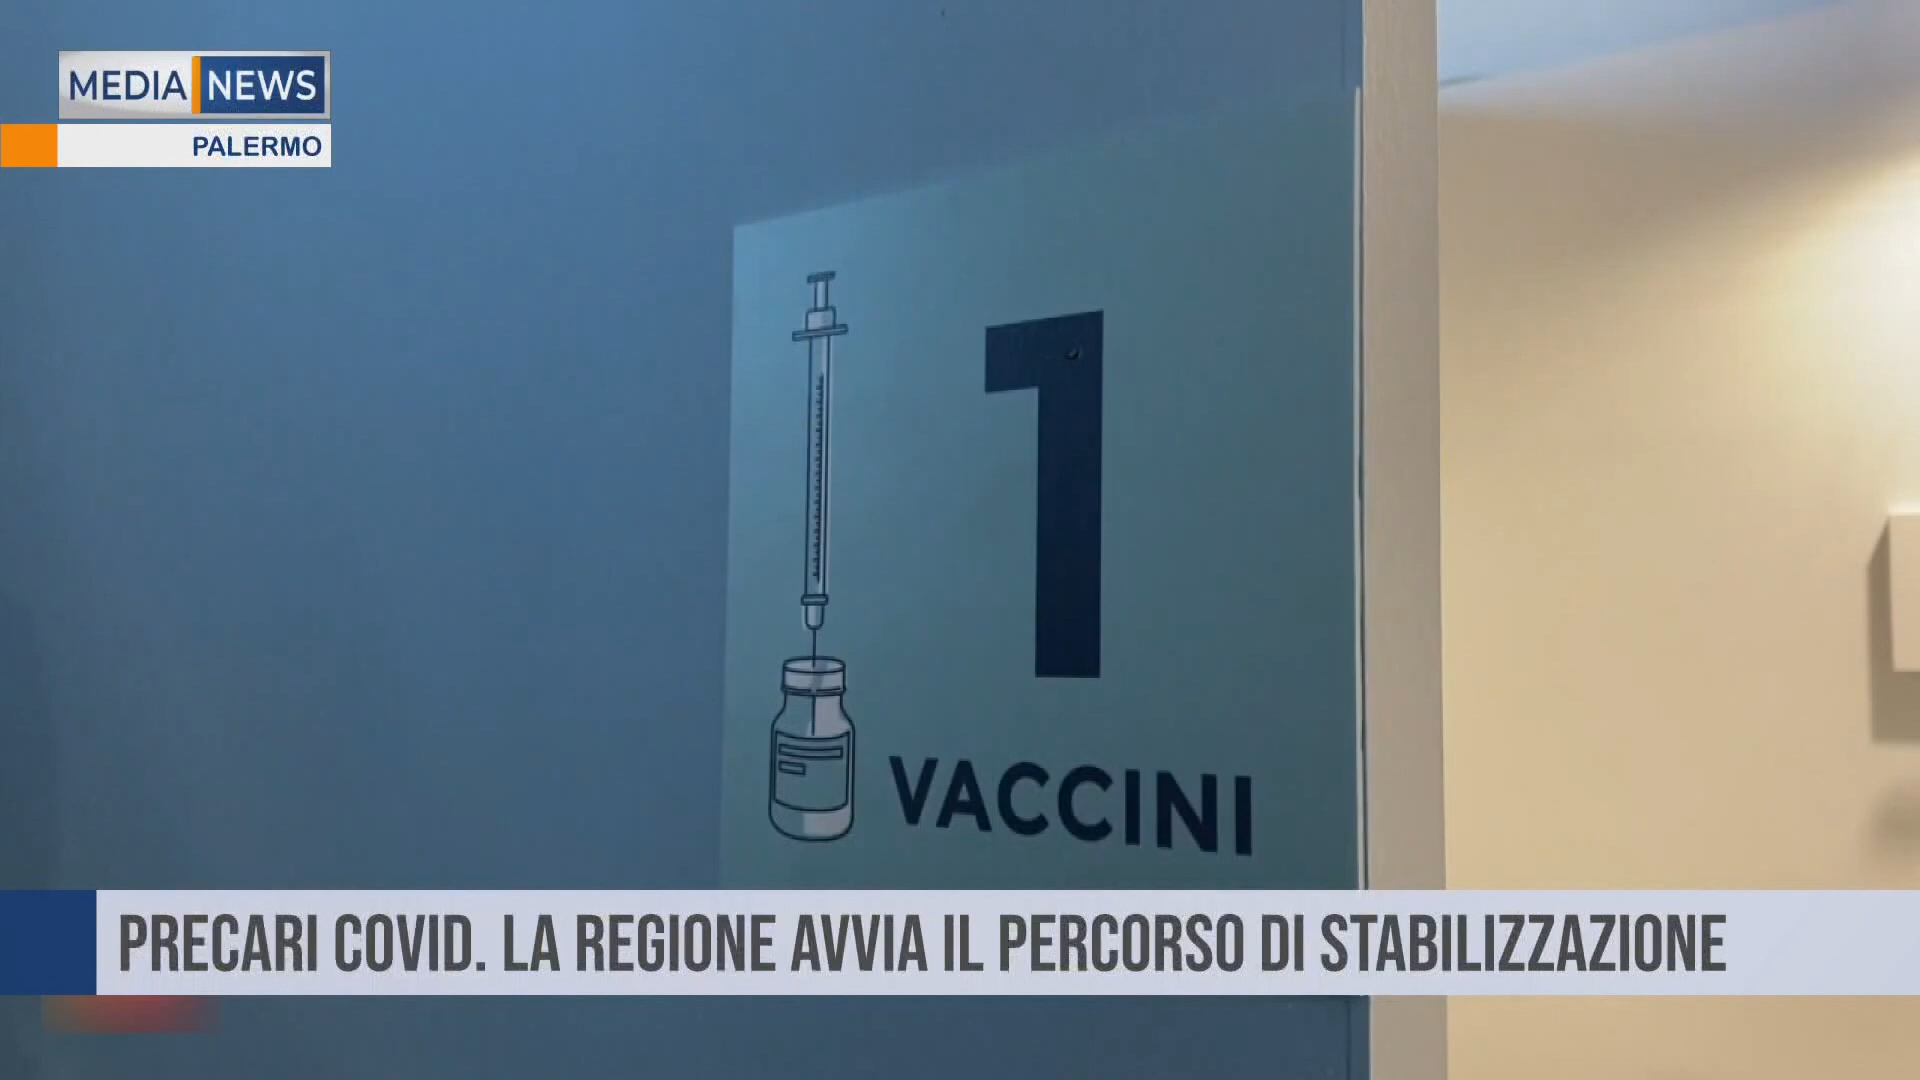 MEDIA NEWS
PALERMO
1
VACCINI
PRECARI COVID. LA REGIONE AVVIA IL PERCORSO DI STABILIZZAZIONE